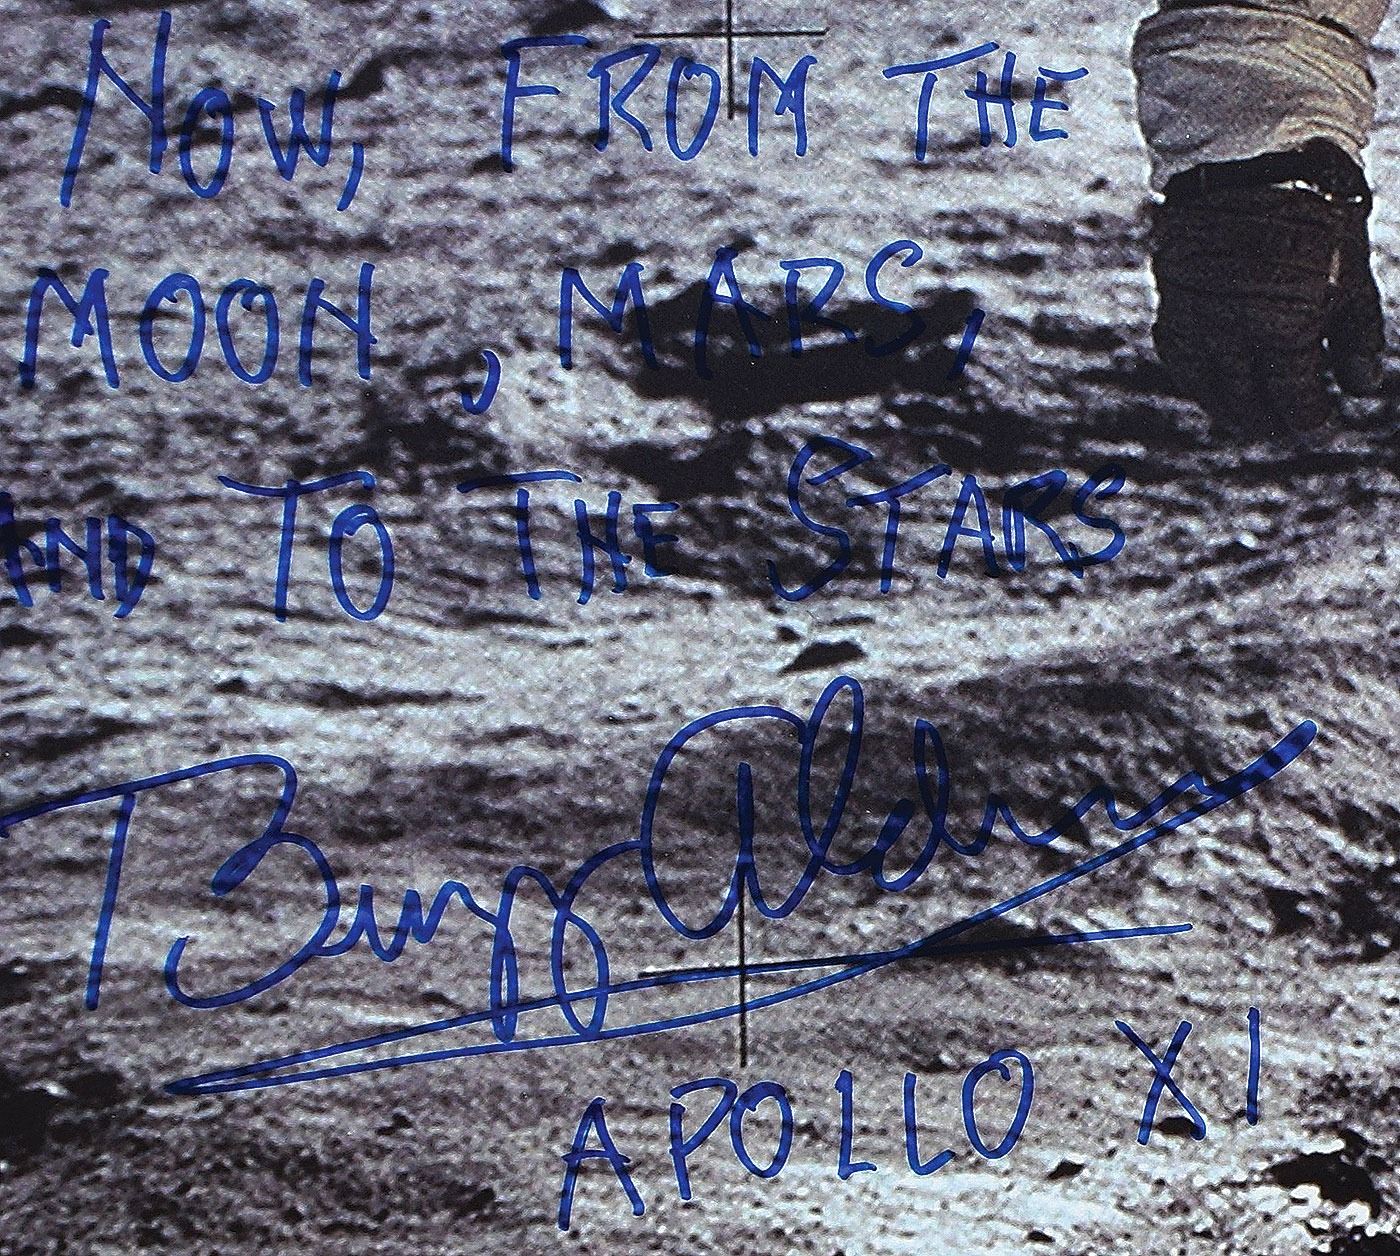 NOW, FROM THE
MOON, MARS,
AND TO THE STARS
Buzz Aldrin
APOLLO XI